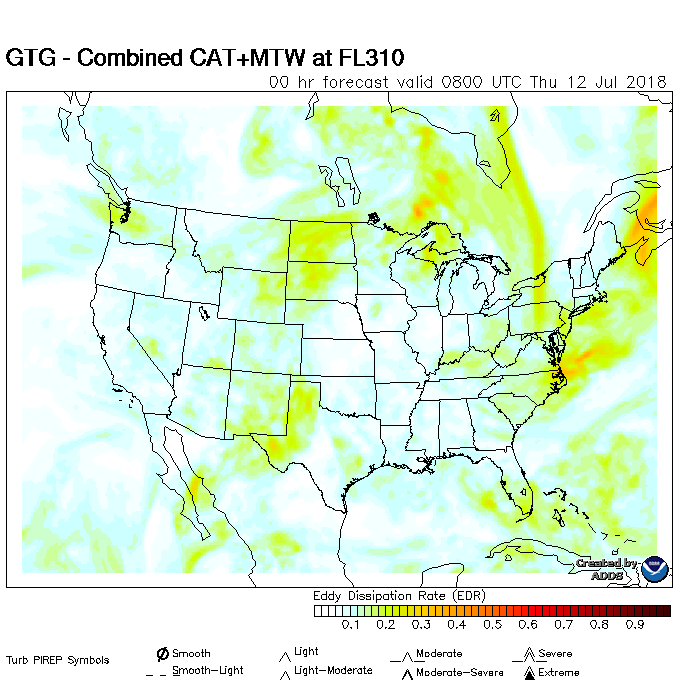 GTG - Combined CAT+MTW at FL310
00 hr forecast valid 0800 UTC Thu 12 Jul 2018
Created by
ADDS
Eddy Dissipation Rate (EDR)
0.1 0.2 0.3 0.4 0.5 0.6 0.7 0.8 0.9
Turb PIREP Symbols
Smooth
Light
Moderate
Severe
Smooth-Light
Light-Moderate
Moderate-Severe
Extreme